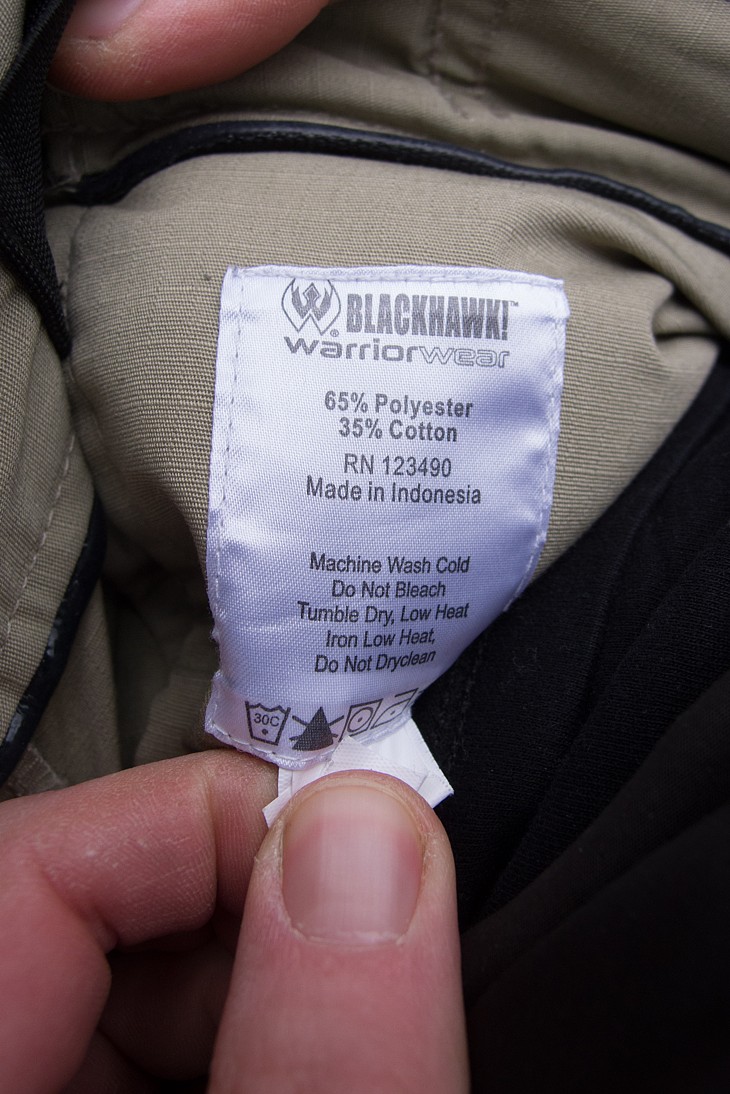 BLACKHAWK!™
®
warriorwear
65% Polyester
35% Cotton
RN 123490
Made in Indonesia
Machine Wash Cold
Do Not Bleach
Tumble Dry, Low Heat
Iron Low Heat,
Do Not Dryclean
30C